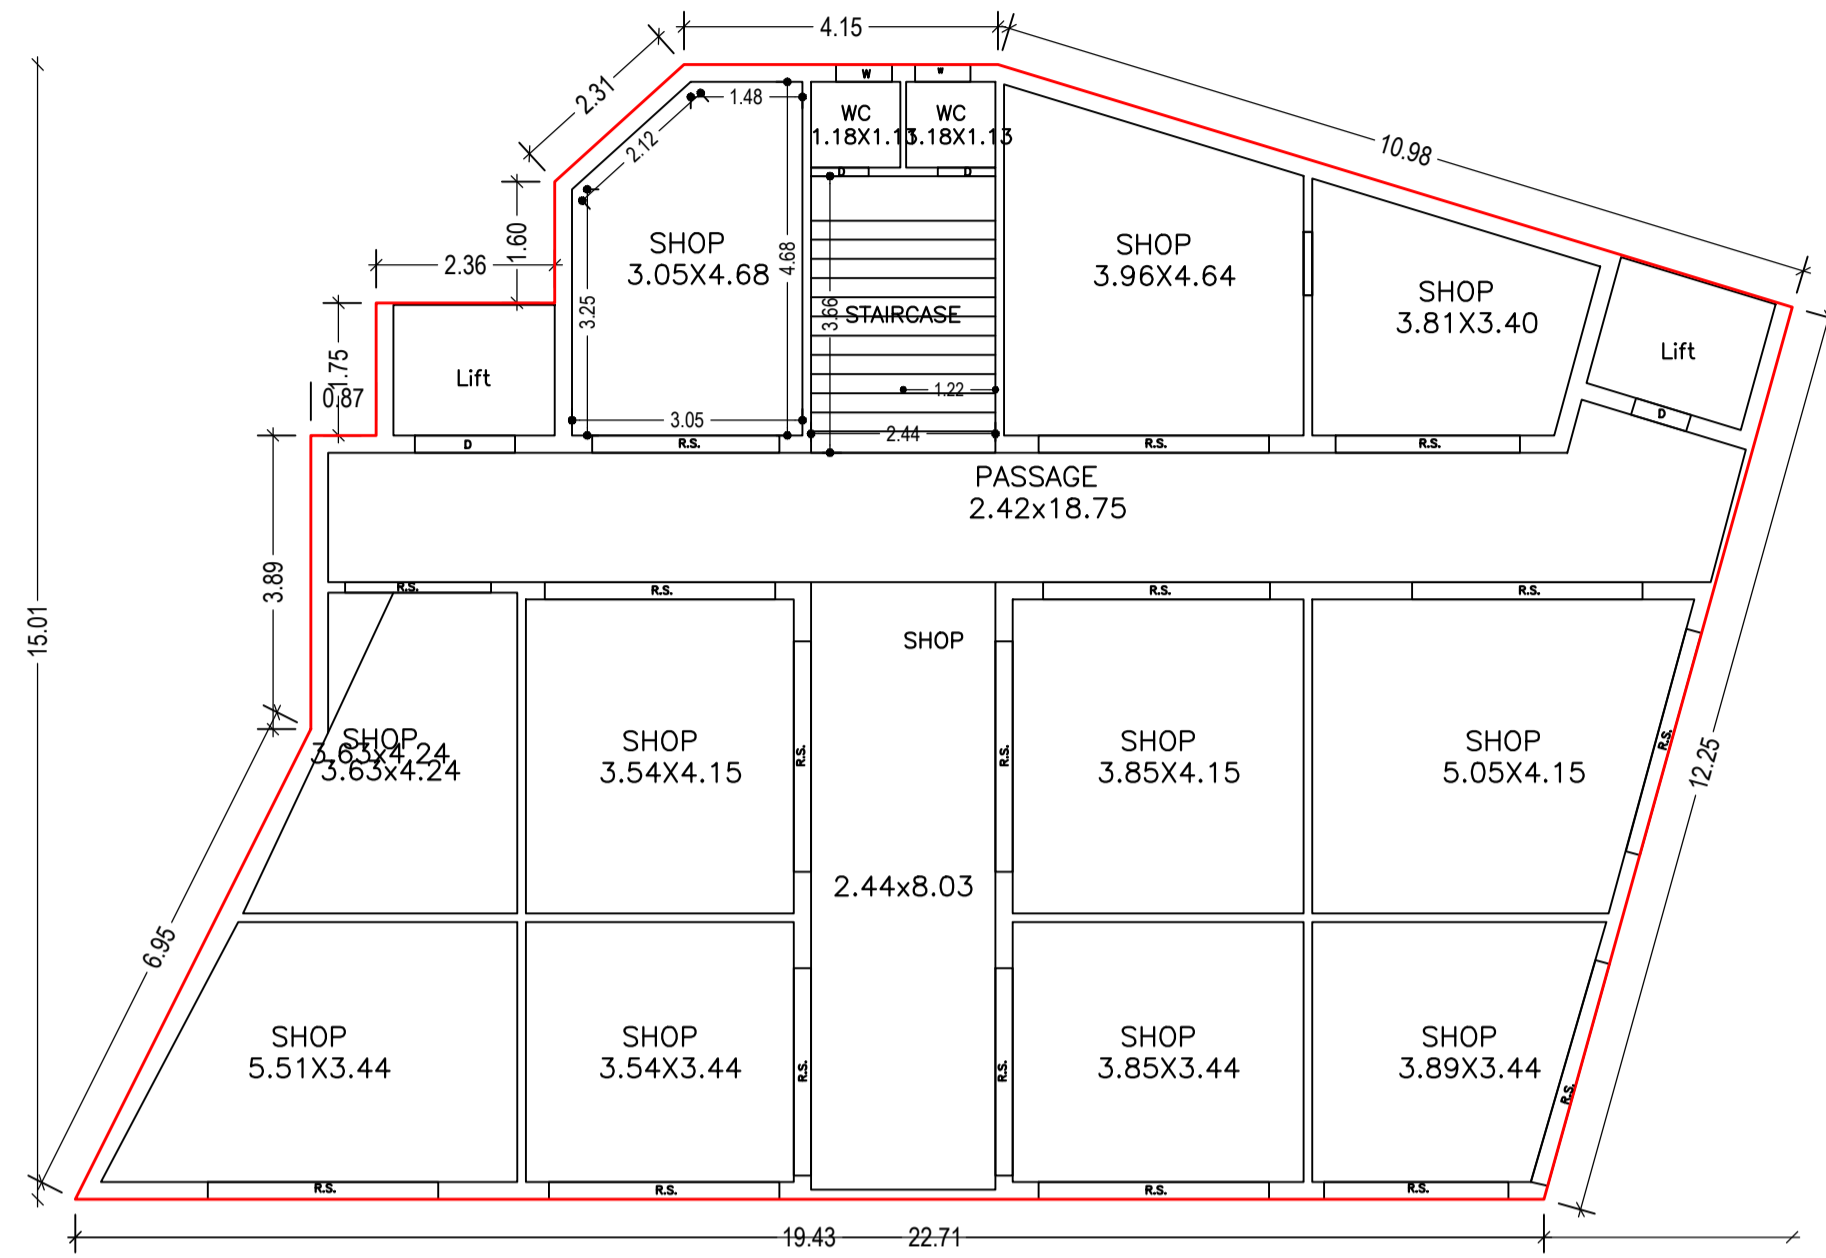 4.15
2.31
10.98
W
W
1.48
WC
1.18X1.13
WC
1.18X1.13
2.12
D
D
1.60
2.36
SHOP
3.05X4.68
4.68
3.25
3.66
STAIRCASE
SHOP
3.96X4.64
SHOP
3.81X3.40
Lift
1.75
0.87
Lift
1.22
3.05
2.44
D
D
R.S.
R.S.
R.S.
PASSAGE
2.42x18.75
3.89
15.01
R.S.
R.S.
R.S.
R.S.
SHOP
SHOP
3.63x4.24
3.63x4.24
SHOP
3.54X4.15
R.S.
R.S.
SHOP
3.85X4.15
SHOP
5.05X4.15
R.S.
12.25
2.44x8.03
6.95
SHOP
5.51X3.44
SHOP
3.54X3.44
R.S.
R.S.
SHOP
3.85X3.44
SHOP
3.89X3.44
R.S.
R.S.
R.S.
R.S.
R.S.
19.43
22.71